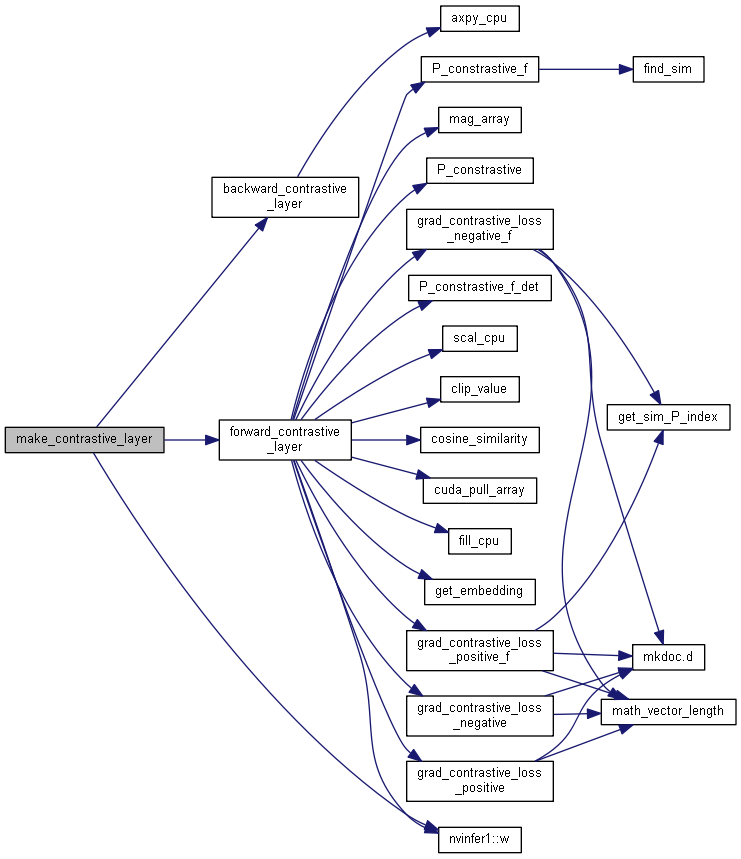 axpy_cpu
P_constrastive_f
find_sim
mag_array
P_constrastive
backward_contrastive
_layer
grad_contrastive_loss
_negative_f
P_constrastive_f_det
scal_cpu
clip_value
get_sim_P_index
make_contrastive_layer
forward_contrastive
_layer
cosine_similarity
cuda_pull_array
fill_cpu
get_embedding
grad_contrastive_loss
_positive_f
mkdoc.d
grad_contrastive_loss
_negative
math_vector_length
grad_contrastive_loss
_positive
nvinfer1::w